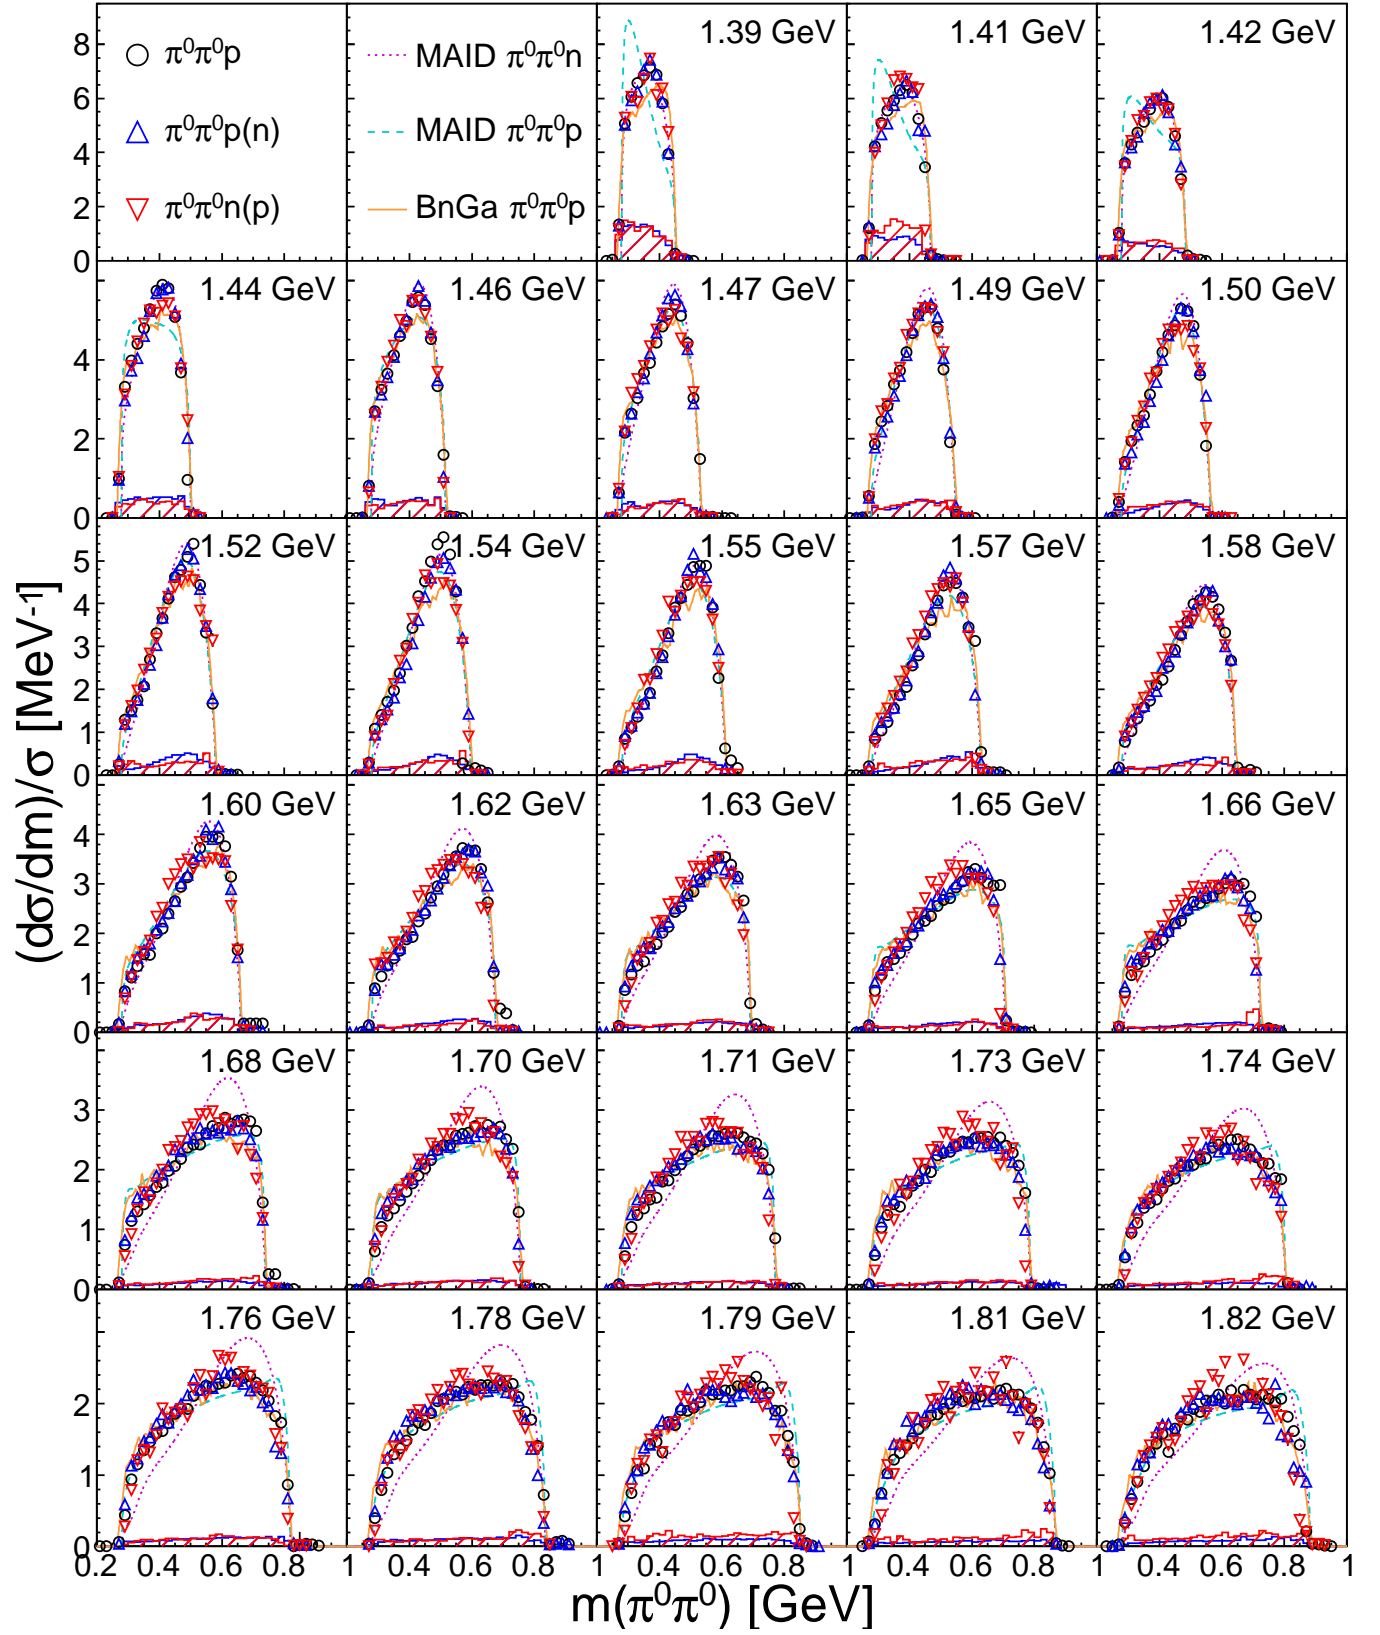 8
6
4
2
0
π⁰π⁰p
π⁰π⁰p(n)
π⁰π⁰n(p)
MAID π⁰π⁰n
MAID π⁰π⁰p
BnGa π⁰π⁰p
1.39 GeV
1.41 GeV
1.42 GeV
4
2
0
1.44 GeV
1.46 GeV
1.47 GeV
1.49 GeV
1.50 GeV
5
4
3
2
1
0
1.52 GeV
1.54 GeV
1.55 GeV
1.57 GeV
1.58 GeV
(dσ/dm)/σ [MeV⁻¹]
4
3
2
1
0
1.60 GeV
1.62 GeV
1.63 GeV
1.65 GeV
1.66 GeV
3
2
1
0
1.68 GeV
1.70 GeV
1.71 GeV
1.73 GeV
1.74 GeV
2
1
0
1.76 GeV
1.78 GeV
1.79 GeV
1.81 GeV
1.82 GeV
0.2 0.4 0.6 0.8 1 0.4 0.6 0.8 1 0.4 0.6 0.8 1 0.4 0.6 0.8 1 0.4 0.6 0.8 1
m(π⁰π⁰) [GeV]